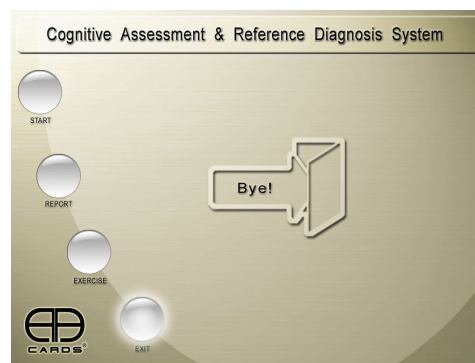 Cognitive Assessment & Reference Diagnosis System
START
Bye!
REPORT
EXERCISE
CARDS®
EXIT